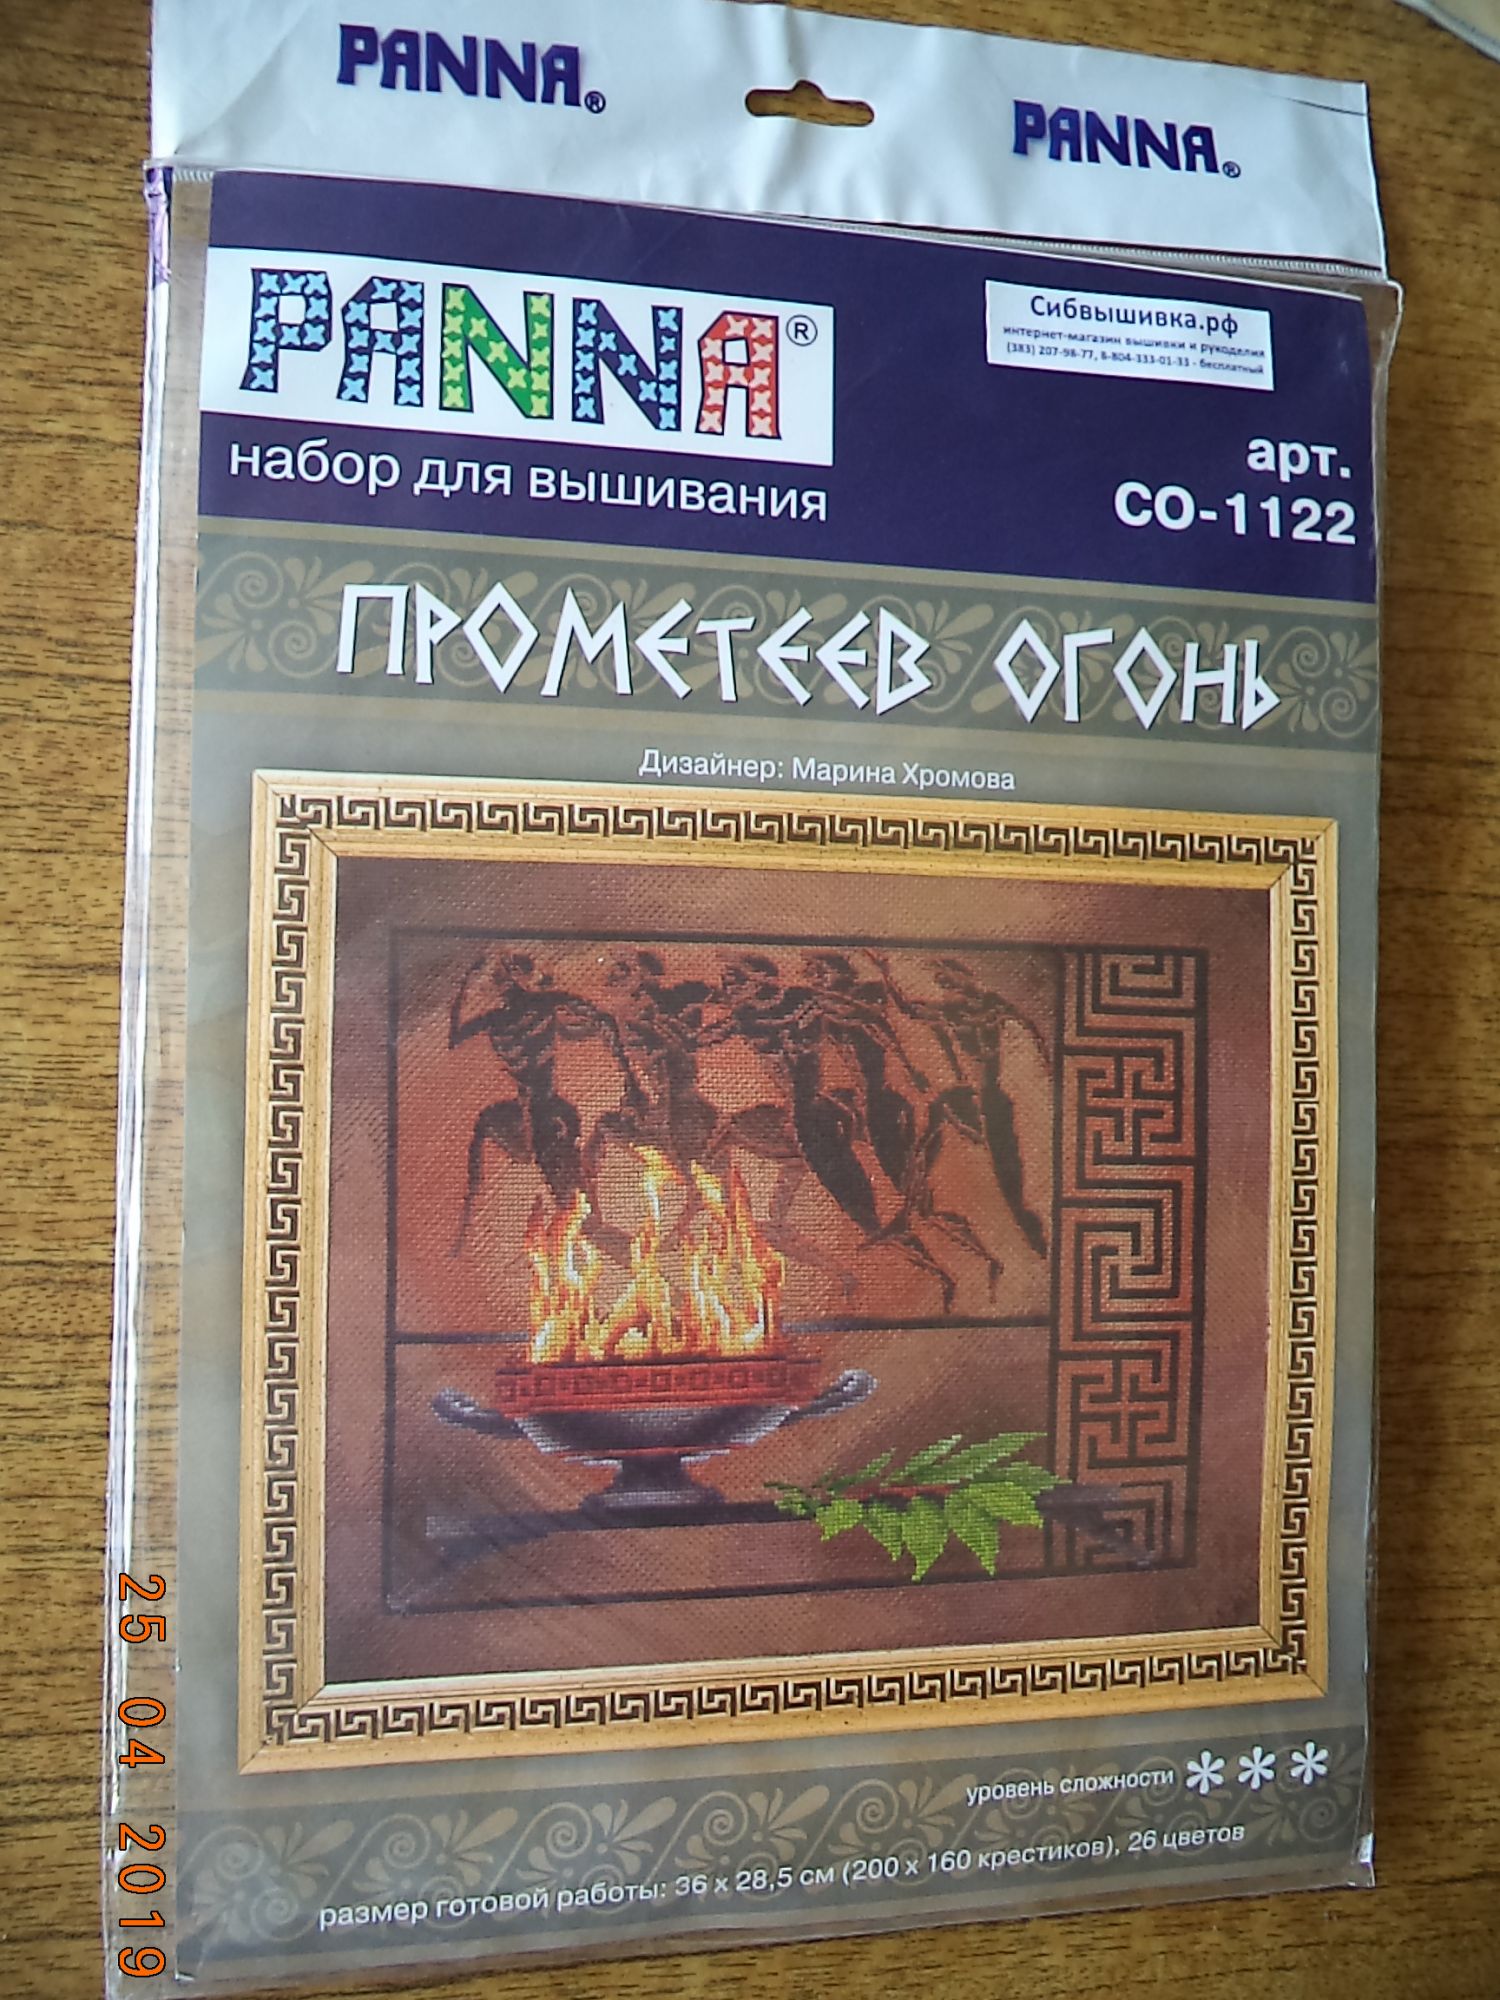 PANNA®
PANNA®
PANNA®
Сибвышивка.рф
интернет-магазин вышивки и рукоделия
(383) 207-98-77, 8-804-333-01-33 - бесплатный
набор для вышивания
арт.
СО-1122
ПРОМЕТЕЕВ ОГОНЬ
Дизайнер: Марина Хромова
уровень сложности ***
размер готовой работы: 36 x 28,5 см (200 x 160 крестиков), 26 цветов
25 04 2019